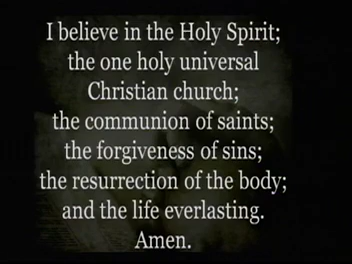 I believe in the Holy Spirit;
the one holy universal
Christian church;
the communion of saints;
the forgiveness of sins;
the resurrection of the body;
and the life everlasting.
Amen.